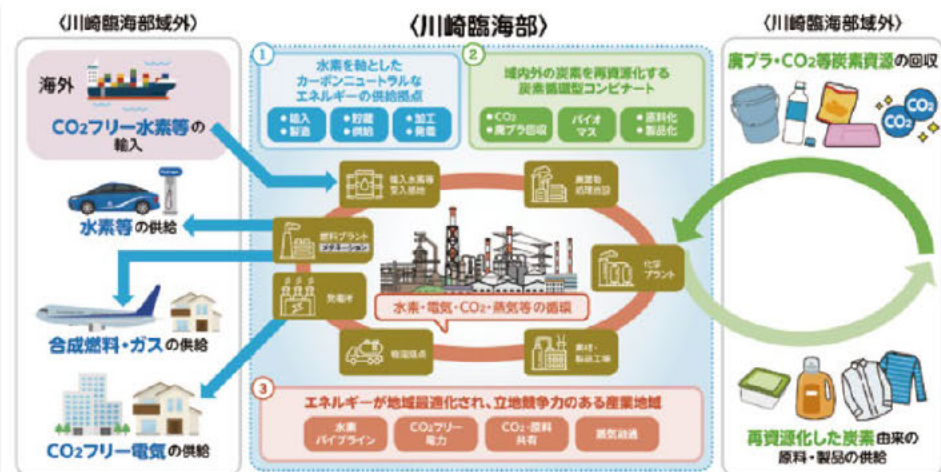 〈川崎臨海部域外〉
海外
CO2フリー水素等の
輸入
水素等の供給
合成燃料・ガスの供給
CO2フリー電気の供給
〈川崎臨海部〉
①
水素を軸とした
カーボンニュートラルな
エネルギーの供給拠点
●輸入
●製造
●貯蔵
●供給
●加工
●発電
②
域内外の炭素を再資源化する
炭素循環型コンビナート
●CO2
●廃プラ回収
バイオ
マス
●原料化
●製品化
輸入水素等
受入基地
廃棄物
処理施設
燃料プラント
メタネーション
化学
プラント
発電所
水素・電気・CO2・蒸気等の循環
物流拠点
素材・
製品工場
③
エネルギーが地域最適化され、立地競争力のある産業地域
水素
パイプライン
CO2フリー
電力
CO2・原料
共有
蒸気融通
〈川崎臨海部域外〉
廃プラ・CO2等炭素資源の回収
CO2
CO2
再資源化した炭素由来の
原料・製品の供給